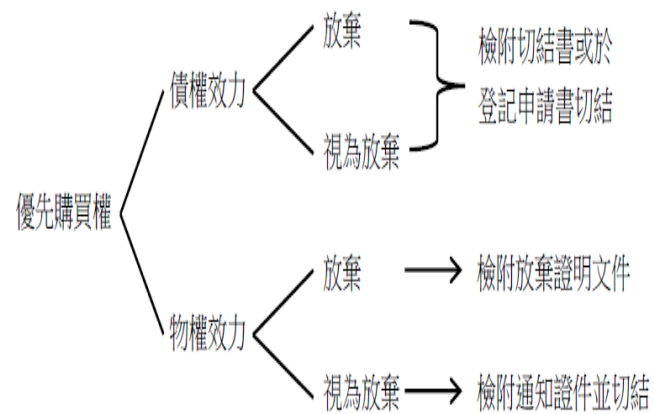 優先購買權
債權效力
放棄
視為放棄
檢附切結書或於
登記申請書切結
物權效力
放棄
檢附放棄證明文件
視為放棄
檢附通知證件並切結